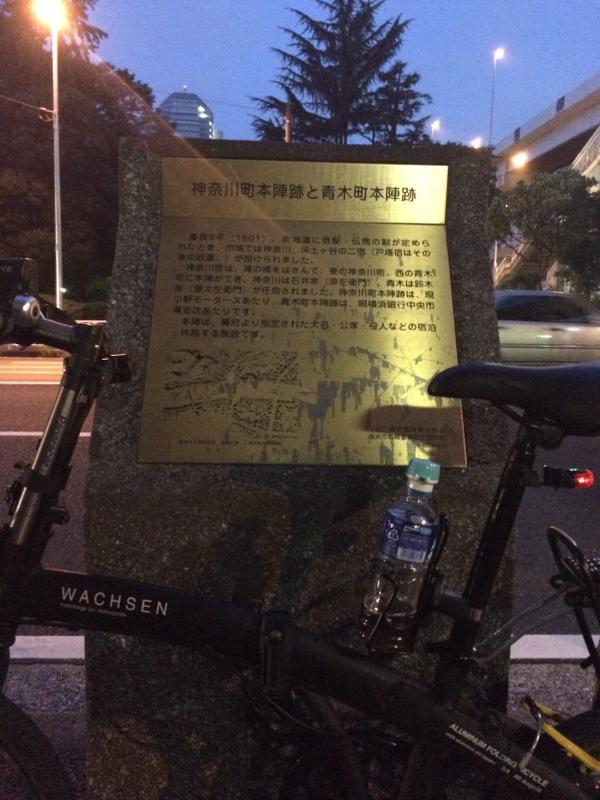 神奈川町本陣跡と青木町本陣跡
慶長6年（1601）、東海道に宿駅・伝馬の制が定めら
れたとき、市域では神奈川、保土ヶ谷の二宿（戸塚宿はその
後の設置。）が設けられました。
神奈川宿は、滝の橋をはさんで、東の神奈川町、西の青木
町に本陣ができ、神奈川は石井家（源左衛門）、青木は鈴木
家（源太左衛門）が任命されました。神奈川町本陣跡は、現
小野モータースあたり、青木町本陣跡は、現横浜銀行中央市
場支店あたりです。
本陣は、幕府より指定された大名・公家・役人などの宿泊
休憩する施設です。
WACHSEN
ALUMINUM FOLDING BICYCLE